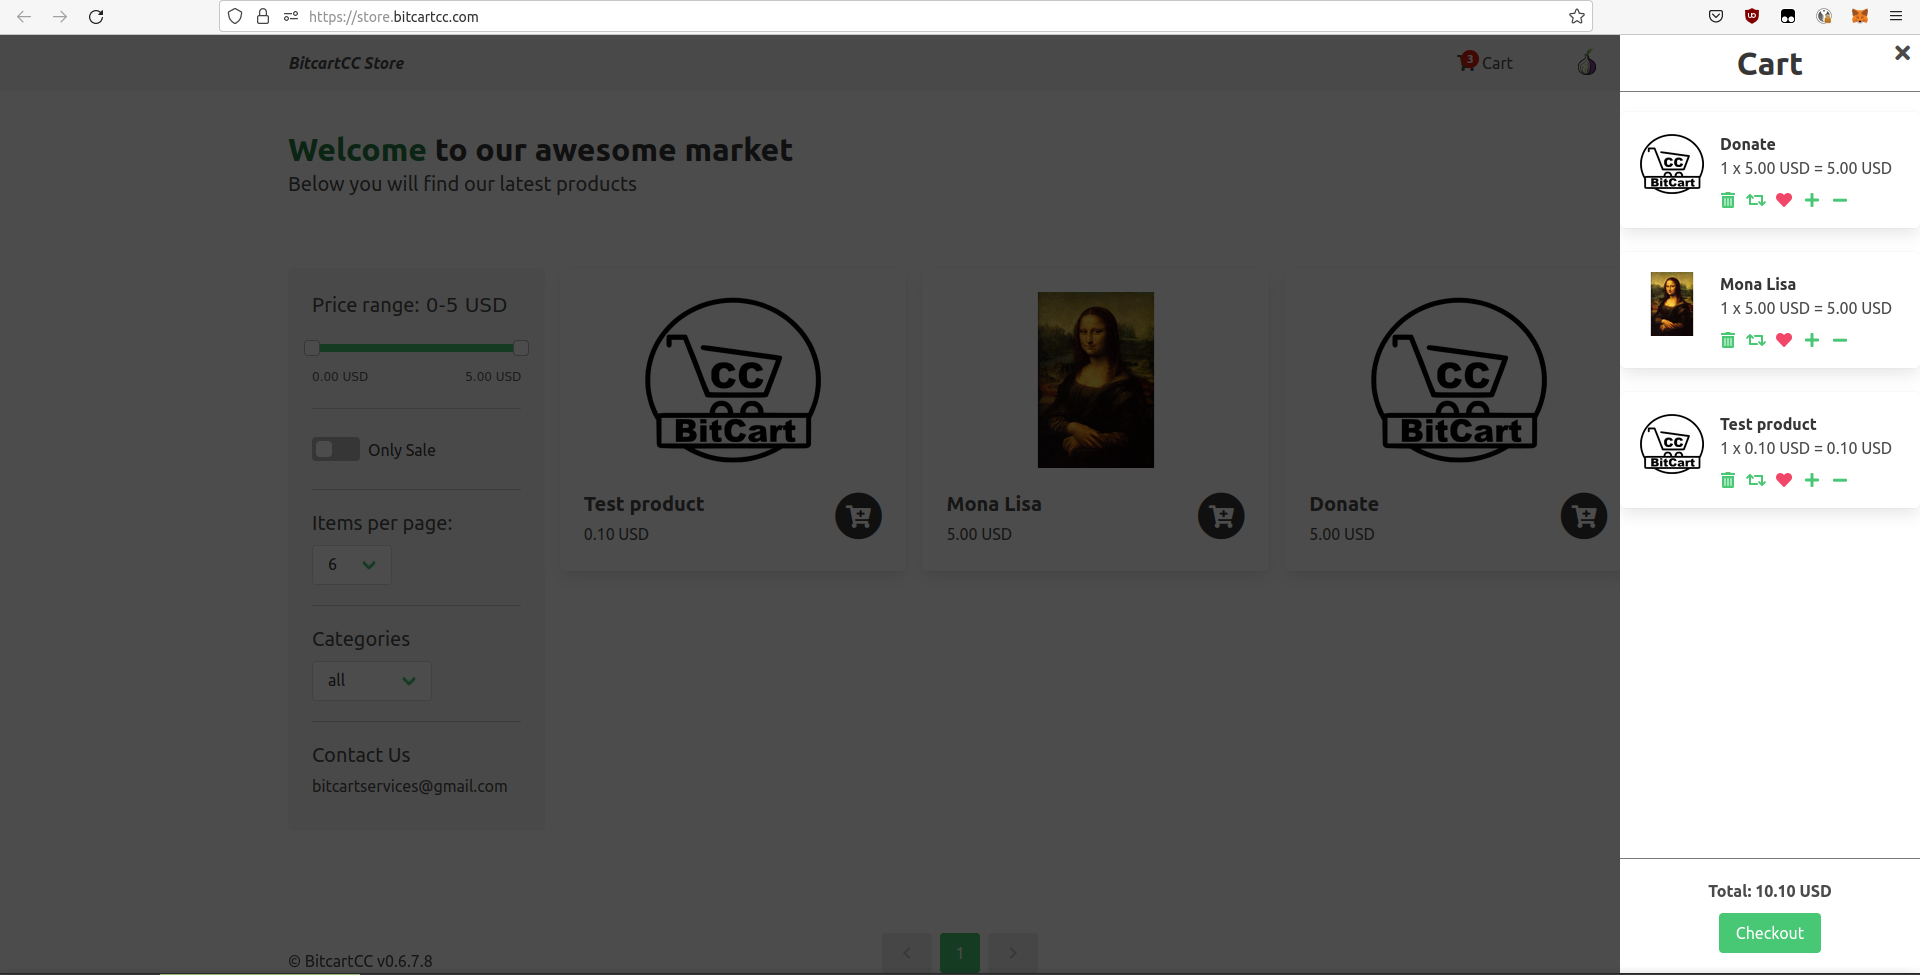 https://store.bitcartcc.com
BitcartCC Store
3 Cart
Welcome to our awesome market
Below you will find our latest products
Price range: 0-5 USD
0.00 USD 5.00 USD
Only Sale
Items per page:
6
Categories
all
Contact Us
bitcartservices@gmail.com
CC
BitCart
Test product
0.10 USD
Mona Lisa
5.00 USD
CC
BitCart
Donate
5.00 USD
1
© BitcartCC v0.6.7.8
Cart
CC
BitCart
Donate
1 x 5.00 USD = 5.00 USD
Mona Lisa
1 x 5.00 USD = 5.00 USD
CC
BitCart
Test product
1 x 0.10 USD = 0.10 USD
Total: 10.10 USD
Checkout